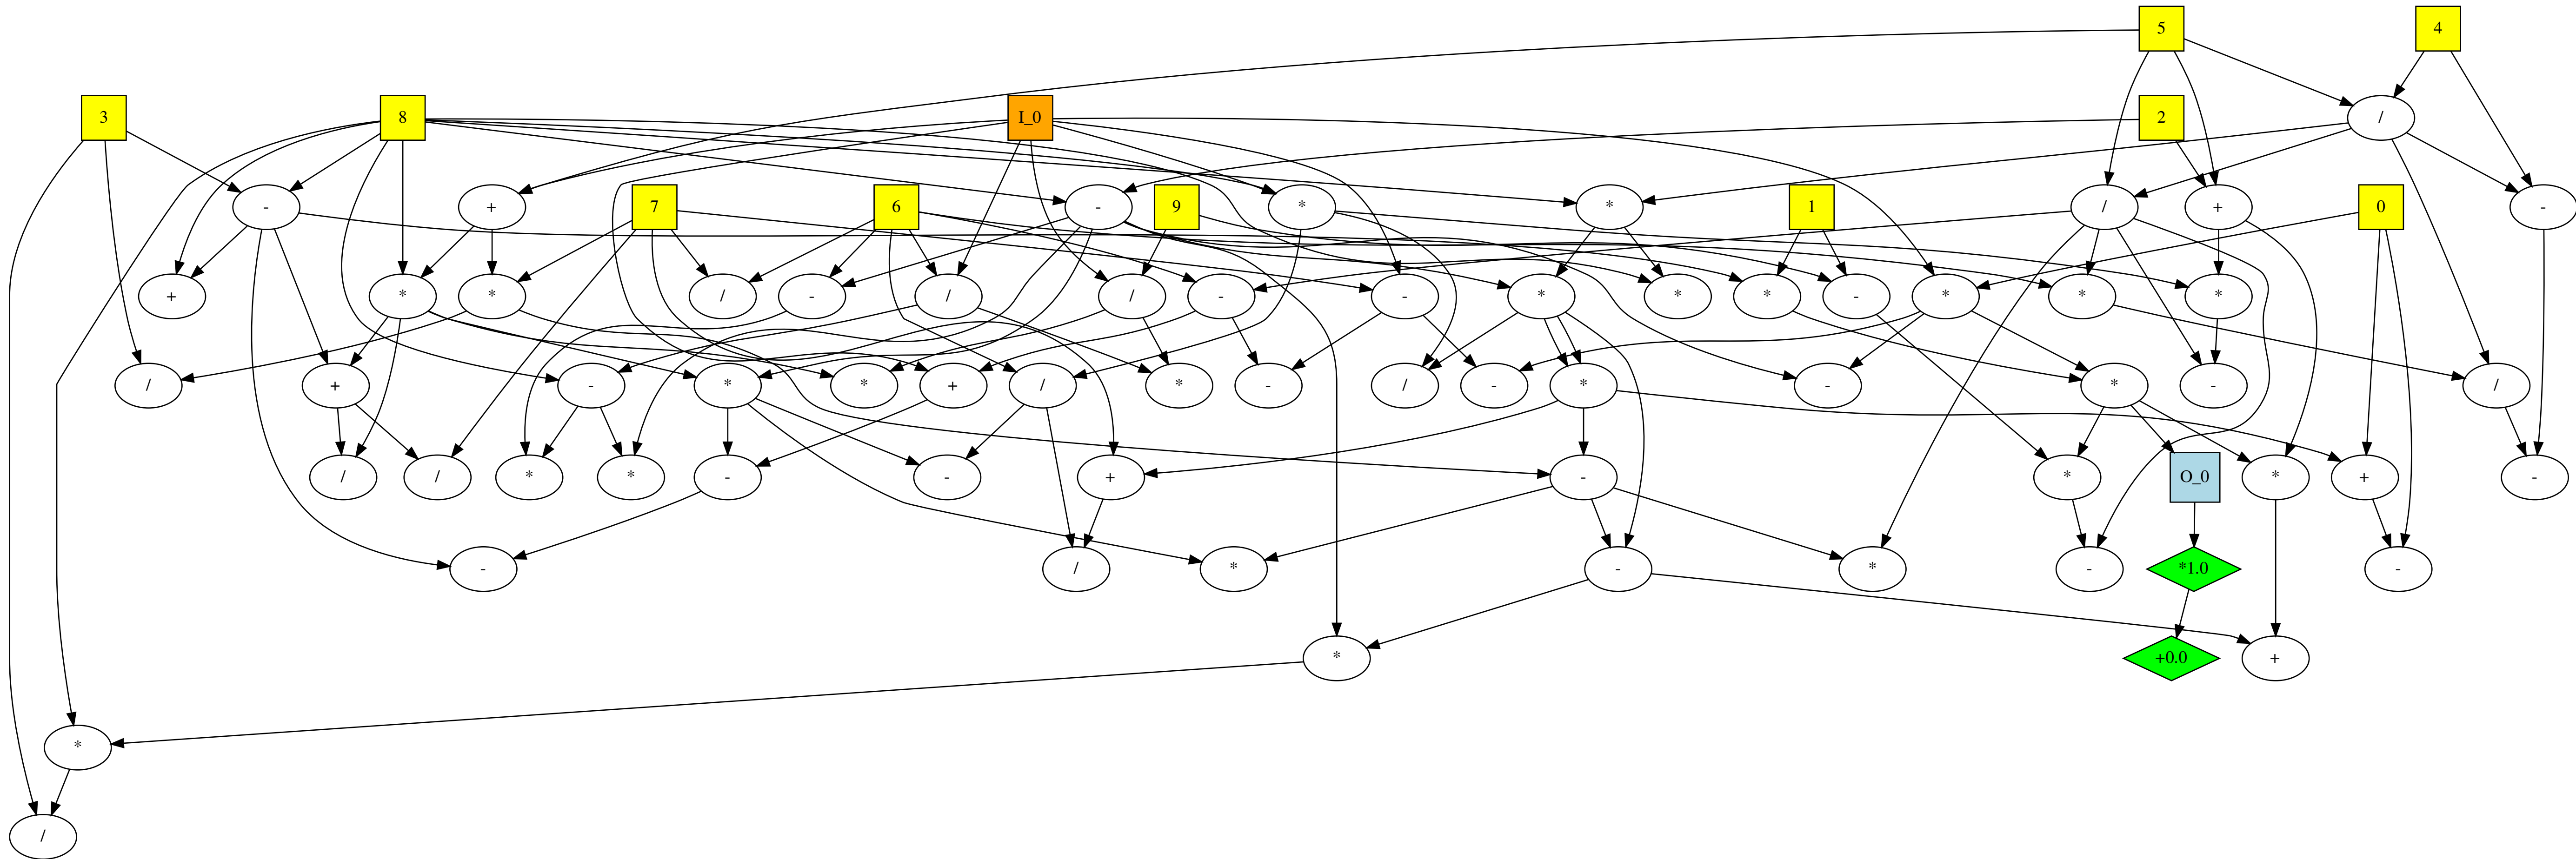 5 4
3 8 I_0 2 /
- + 7 6 - 9 * * 1 / + 0 -
+ * * / - / / - - * * * - * * *
/ + - * * + / * - / - * - * - /
/ / * * - - + - * O_0 * + -
- / * - * - *1.0 -
* +0.0 +
*
/